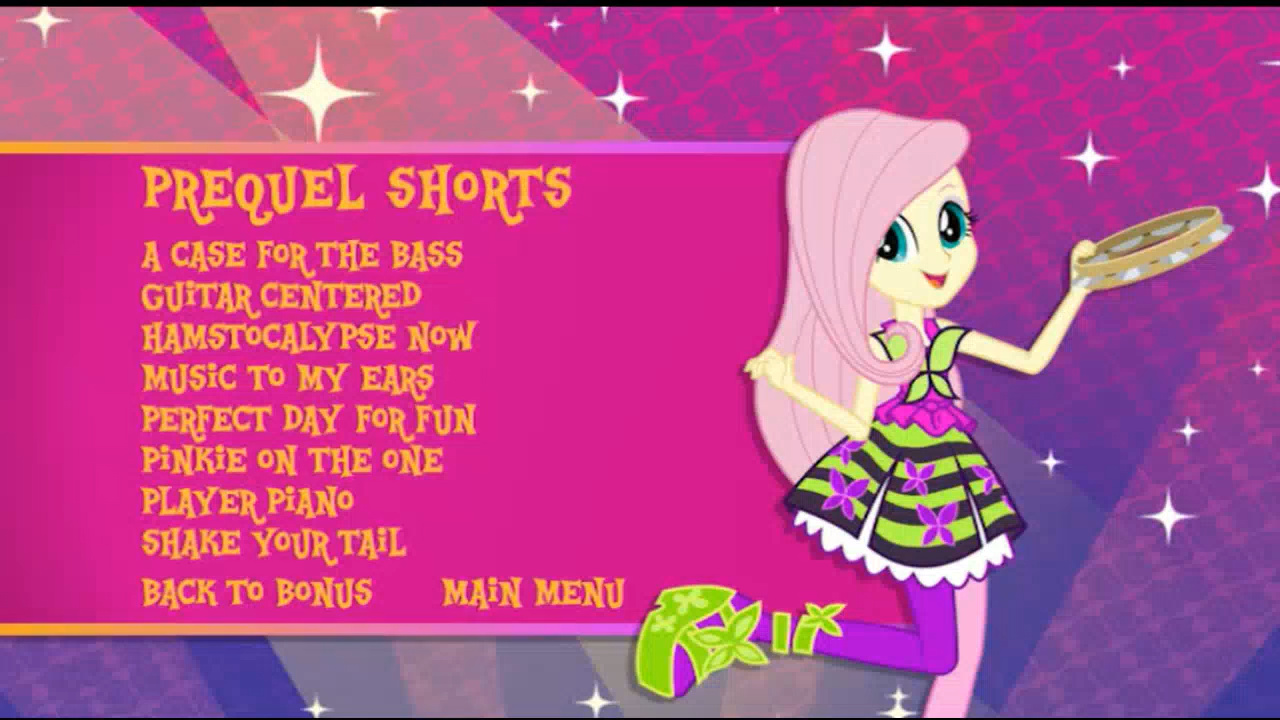 PREQUEL SHORTS
A CASE FOR THE BASS
GUITAR CENTERED
HAMSTOCALYPSE NOW
MUSIC TO MY EARS
PERFECT DAY FOR FUN
PINKIE ON THE ONE
PLAYER PIANO
SHAKE YOUR TAIL
BACK TO BONUS MAIN MENU